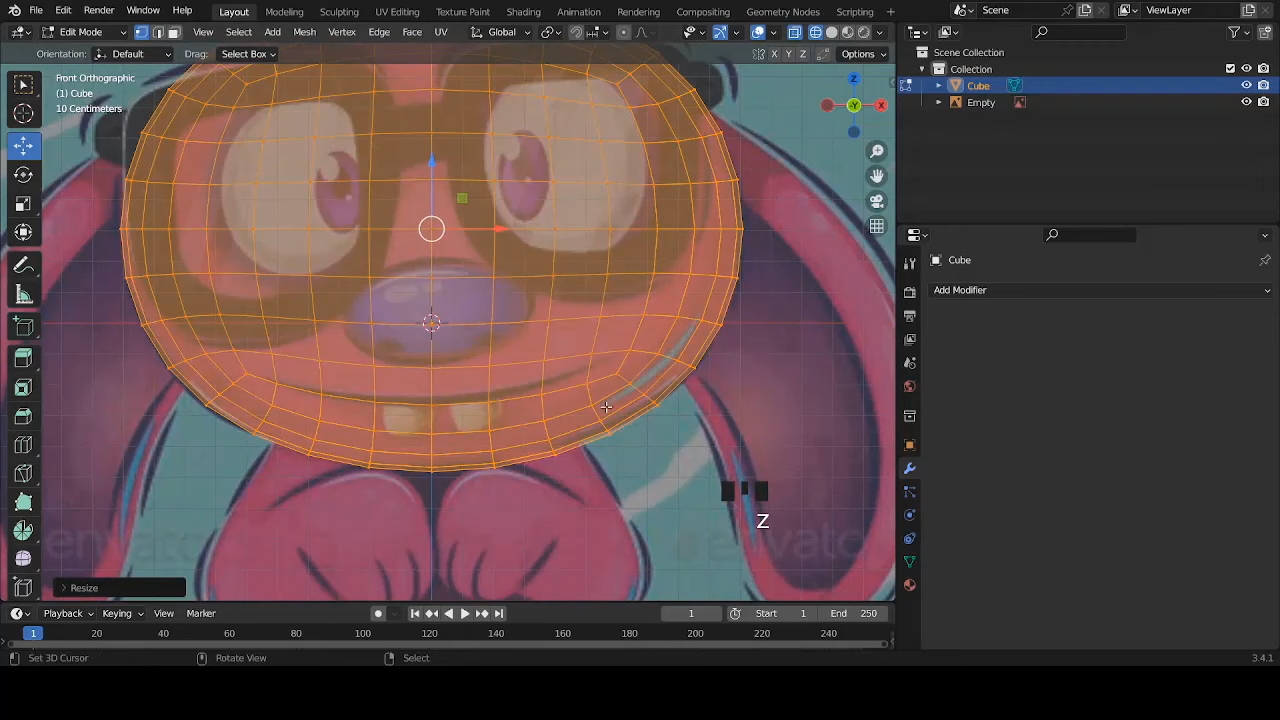 File Edit Render Window Help Layout Modeling Sculpting UV Editing Texture Paint Shading Animation Rendering Compositing Geometry Nodes Scripting Scene ViewLayer
Edit Mode View Select Add Mesh Vertex Edge Face UV Global
Orientation: Default Drag: Select Box X Y Z Options
Scene Collection
Collection
Cube
Empty
Front Orthographic
(1) Cube
10 Centimeters
Z
-Y
X
Cube
Add Modifier
Z
envato
envato
Resize
Playback Keying View Marker 1 Start 1 End 250
1 20 40 60 80 100 120 140 160 180 200 220 240
Set 3D Cursor Rotate View Select 3.4.1